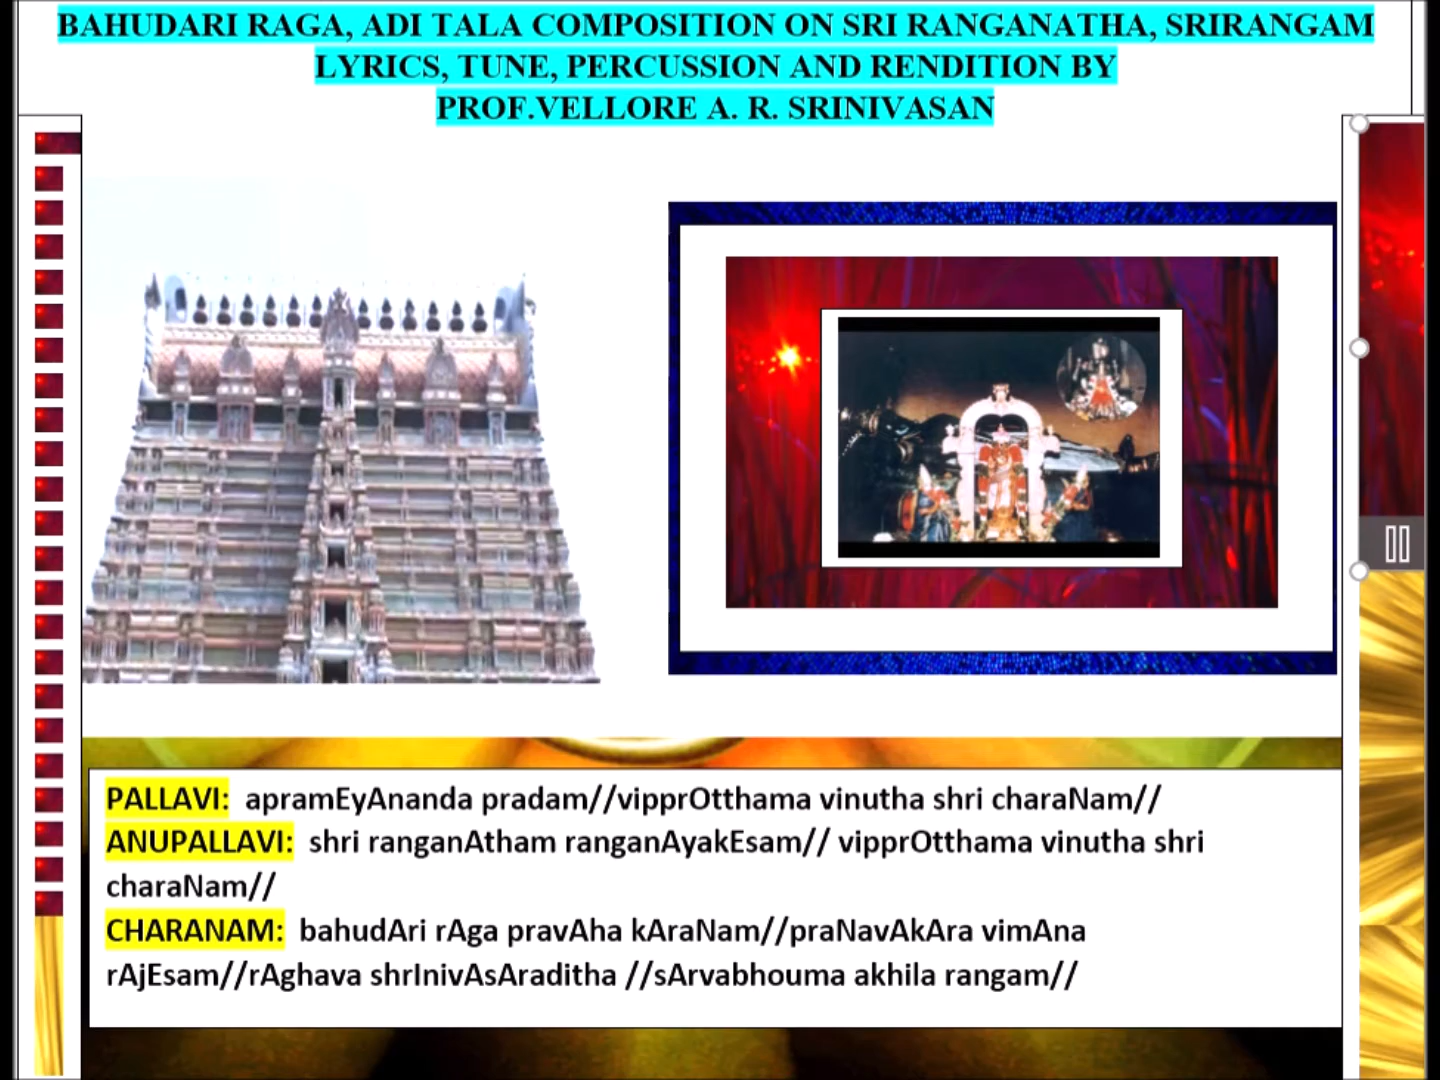 BAHUDARI RAGA, ADI TALA COMPOSITION ON SRI RANGANATHA, SRIRANGAM
LYRICS, TUNE, PERCUSSION AND RENDITION BY
PROF.VELLORE A. R. SRINIVASAN
PALLAVI: apramEyAnanda pradam//vipprOtthama vinutha shri charaNam//
ANUPALLAVI: shri ranganAtham ranganAyakEsam// vipprOtthama vinutha shri
charaNam//
CHARANAM: bahudAri rAga pravAha kAraNam//praNavAkAra vimAna
rAjEsam//rAghava shrInivAsAraditha //sArvabhouma akhila rangam//